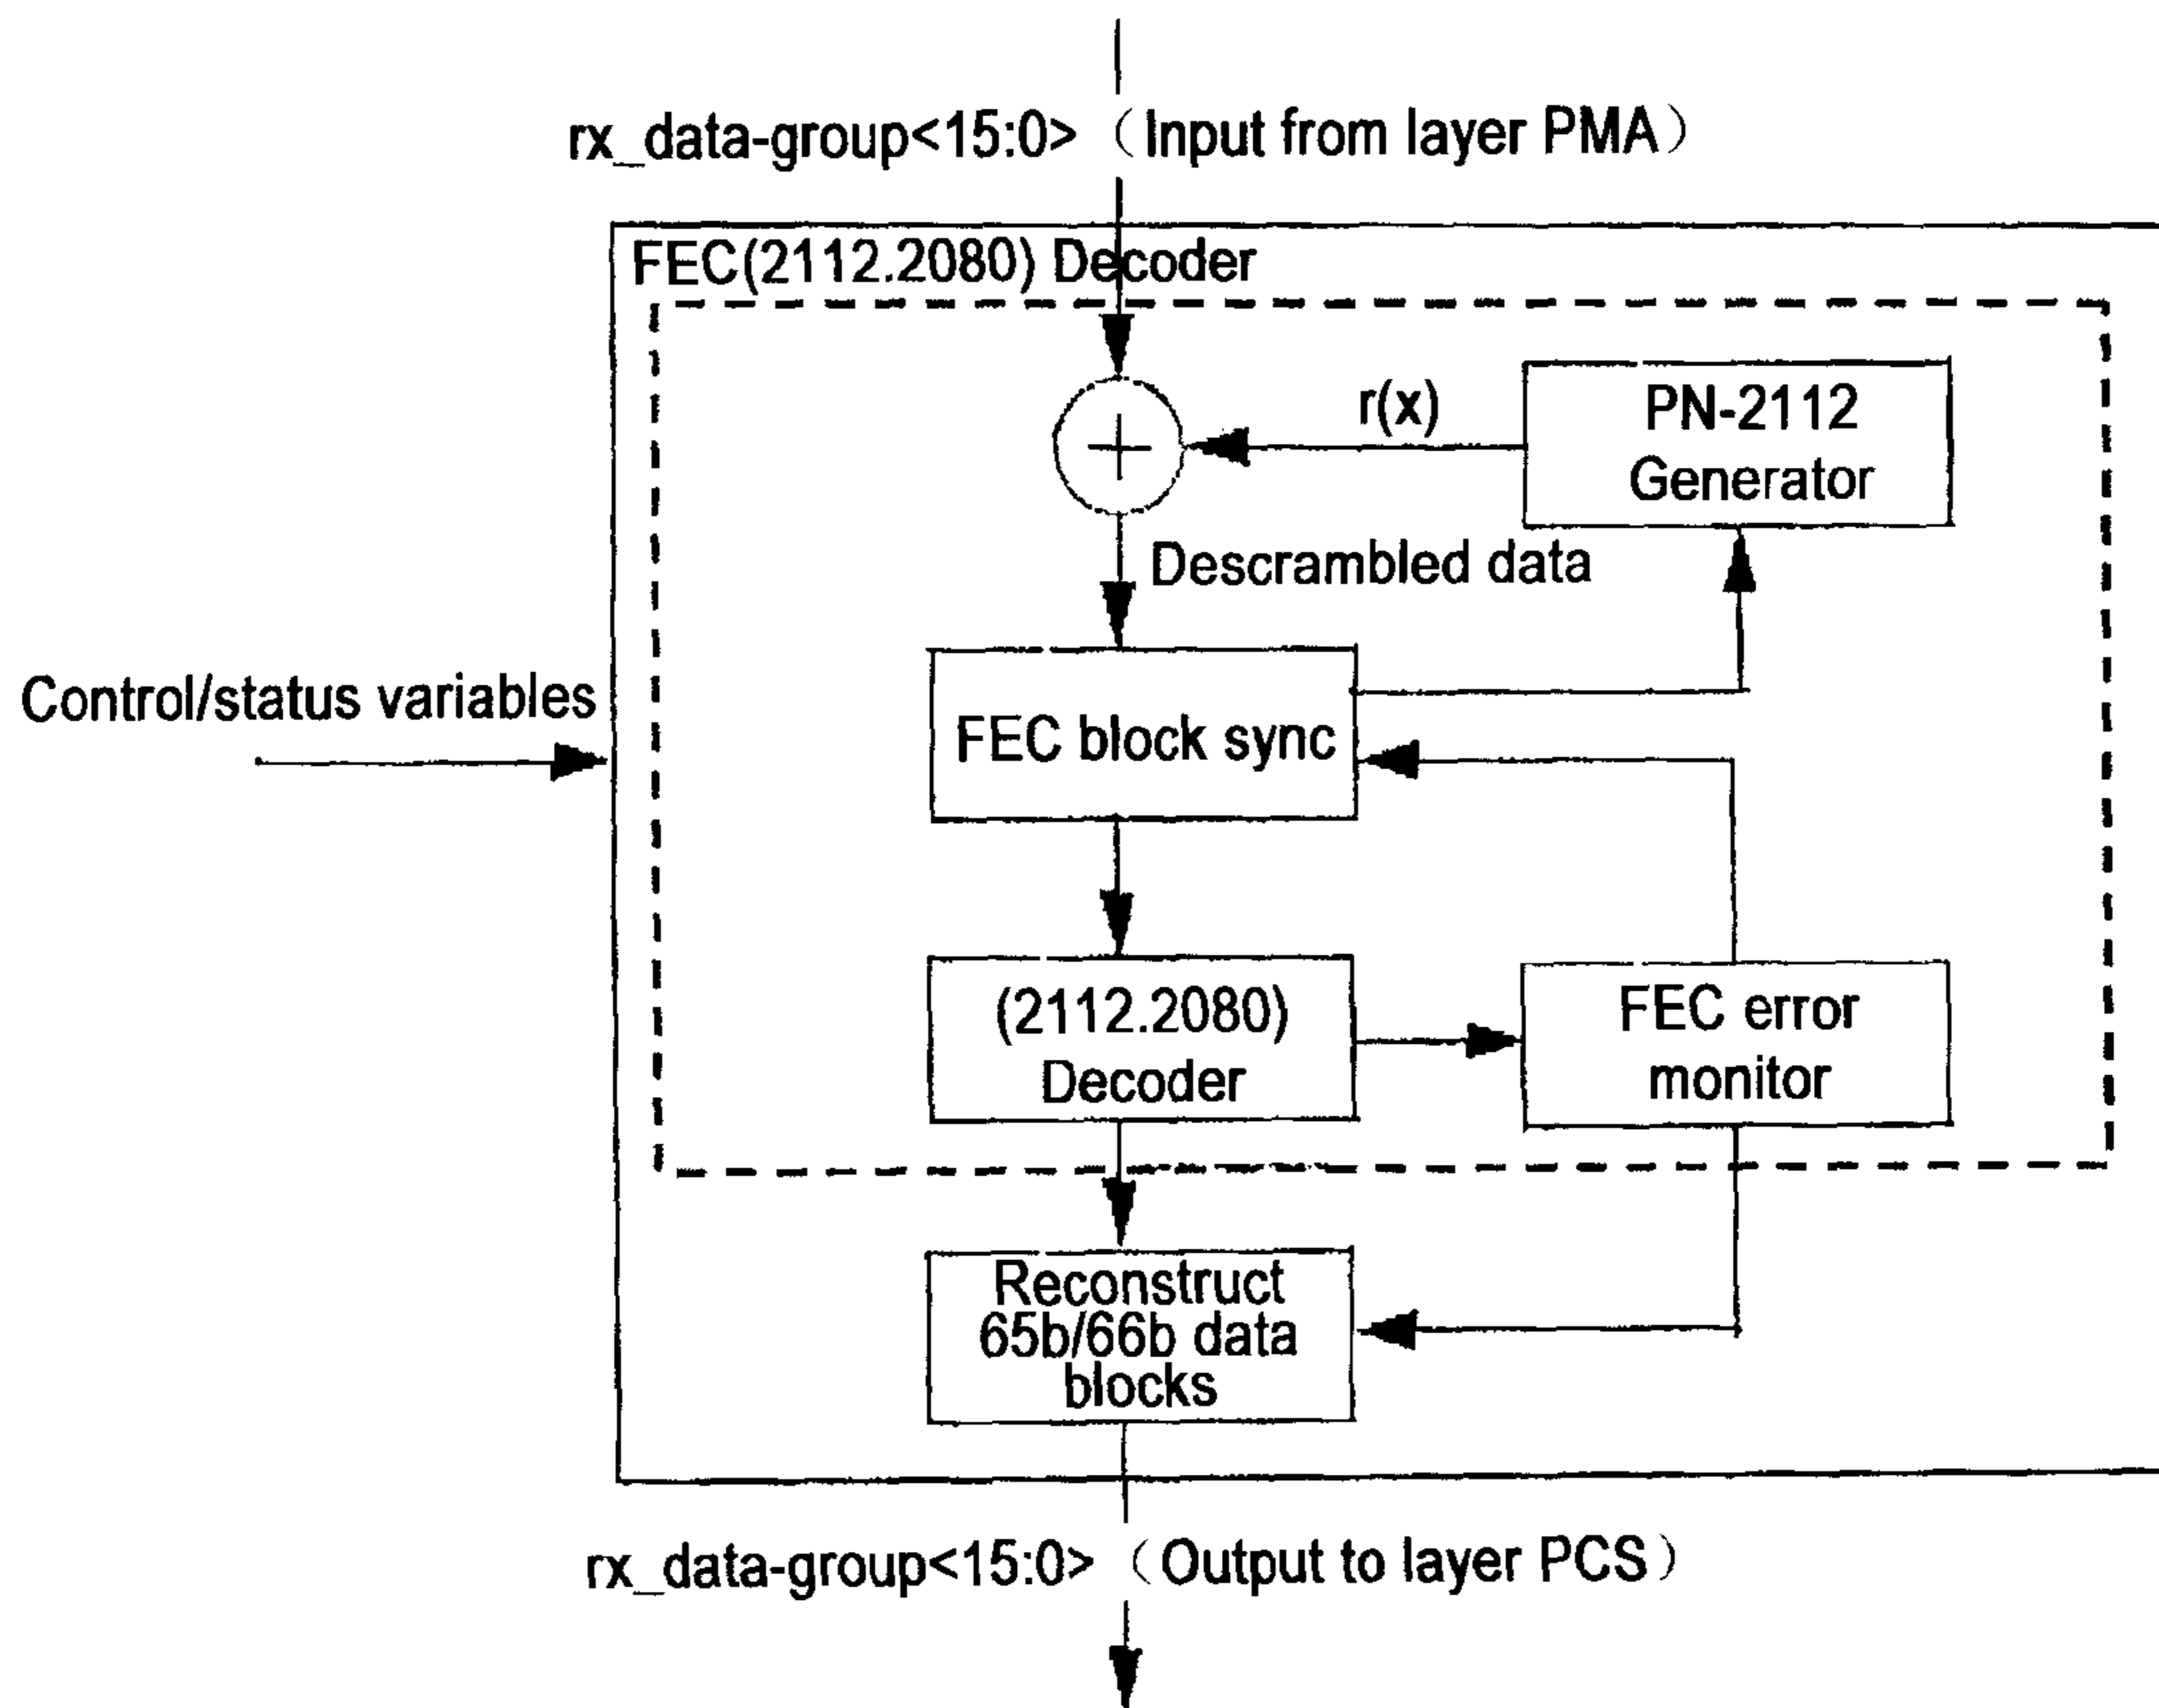 rx_data-group<15:0>（Input from layer PMA）
FEC(2112.2080) Decoder
r(x)
PN-2112
Generator
Descrambled data
Control/status variables
FEC block sync
(2112.2080)
Decoder
FEC error
monitor
Reconstruct
65b/66b data
blocks
rx_data-group<15:0>（Output to layer PCS）